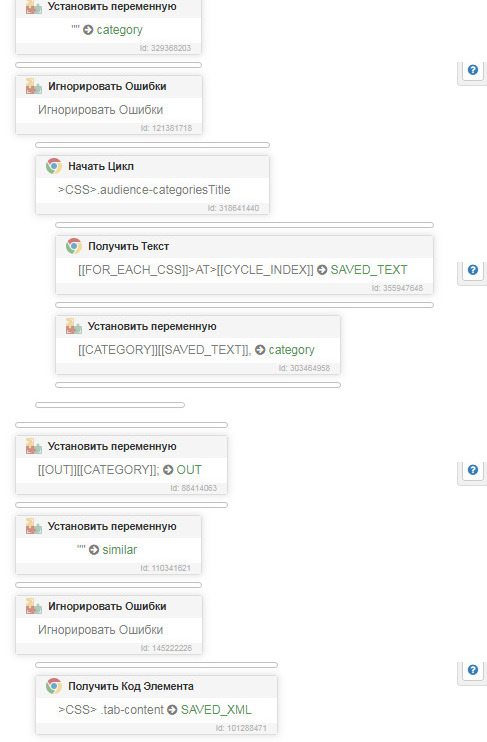 Установить переменную
"" category
Id: 329368203
Игнорировать Ошибки
Игнорировать Ошибки
Id: 121381718
Начать Цикл
>CSS>.audience-categoriesTitle
Id: 318641440
Получить Текст
[[FOR_EACH_CSS]]>AT>[[CYCLE_INDEX]] SAVED_TEXT
Id: 355947648
Установить переменную
[[CATEGORY]][[SAVED_TEXT]], category
Id: 303464958
Установить переменную
[[OUT]][[CATEGORY]]; OUT
Id: 88414063
Установить переменную
"" similar
Id: 110341621
Игнорировать Ошибки
Игнорировать Ошибки
Id: 145222226
Получить Код Элемента
>CSS> .tab-content SAVED_XML
Id: 101288471